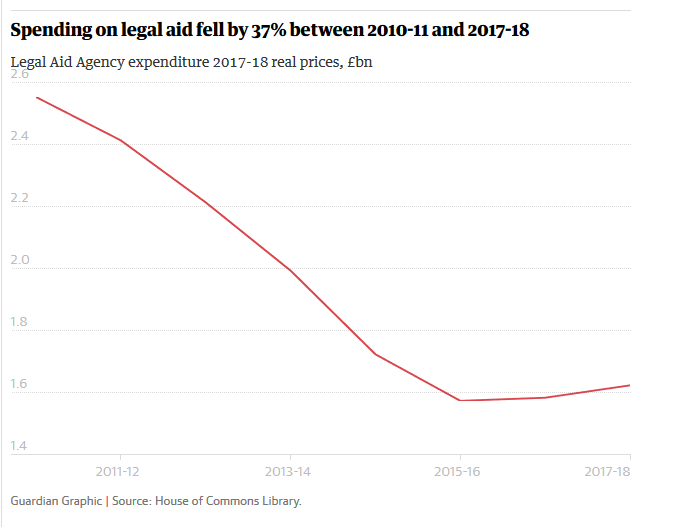 Spending on legal aid fell by 37% between 2010-11 and 2017-18
Legal Aid Agency expenditure 2017-18 real prices, £bn
2.6
2.4
2.2
2.0
1.8
1.6
1.4
2011-12 2013-14 2015-16 2017-18
Guardian Graphic | Source: House of Commons Library.